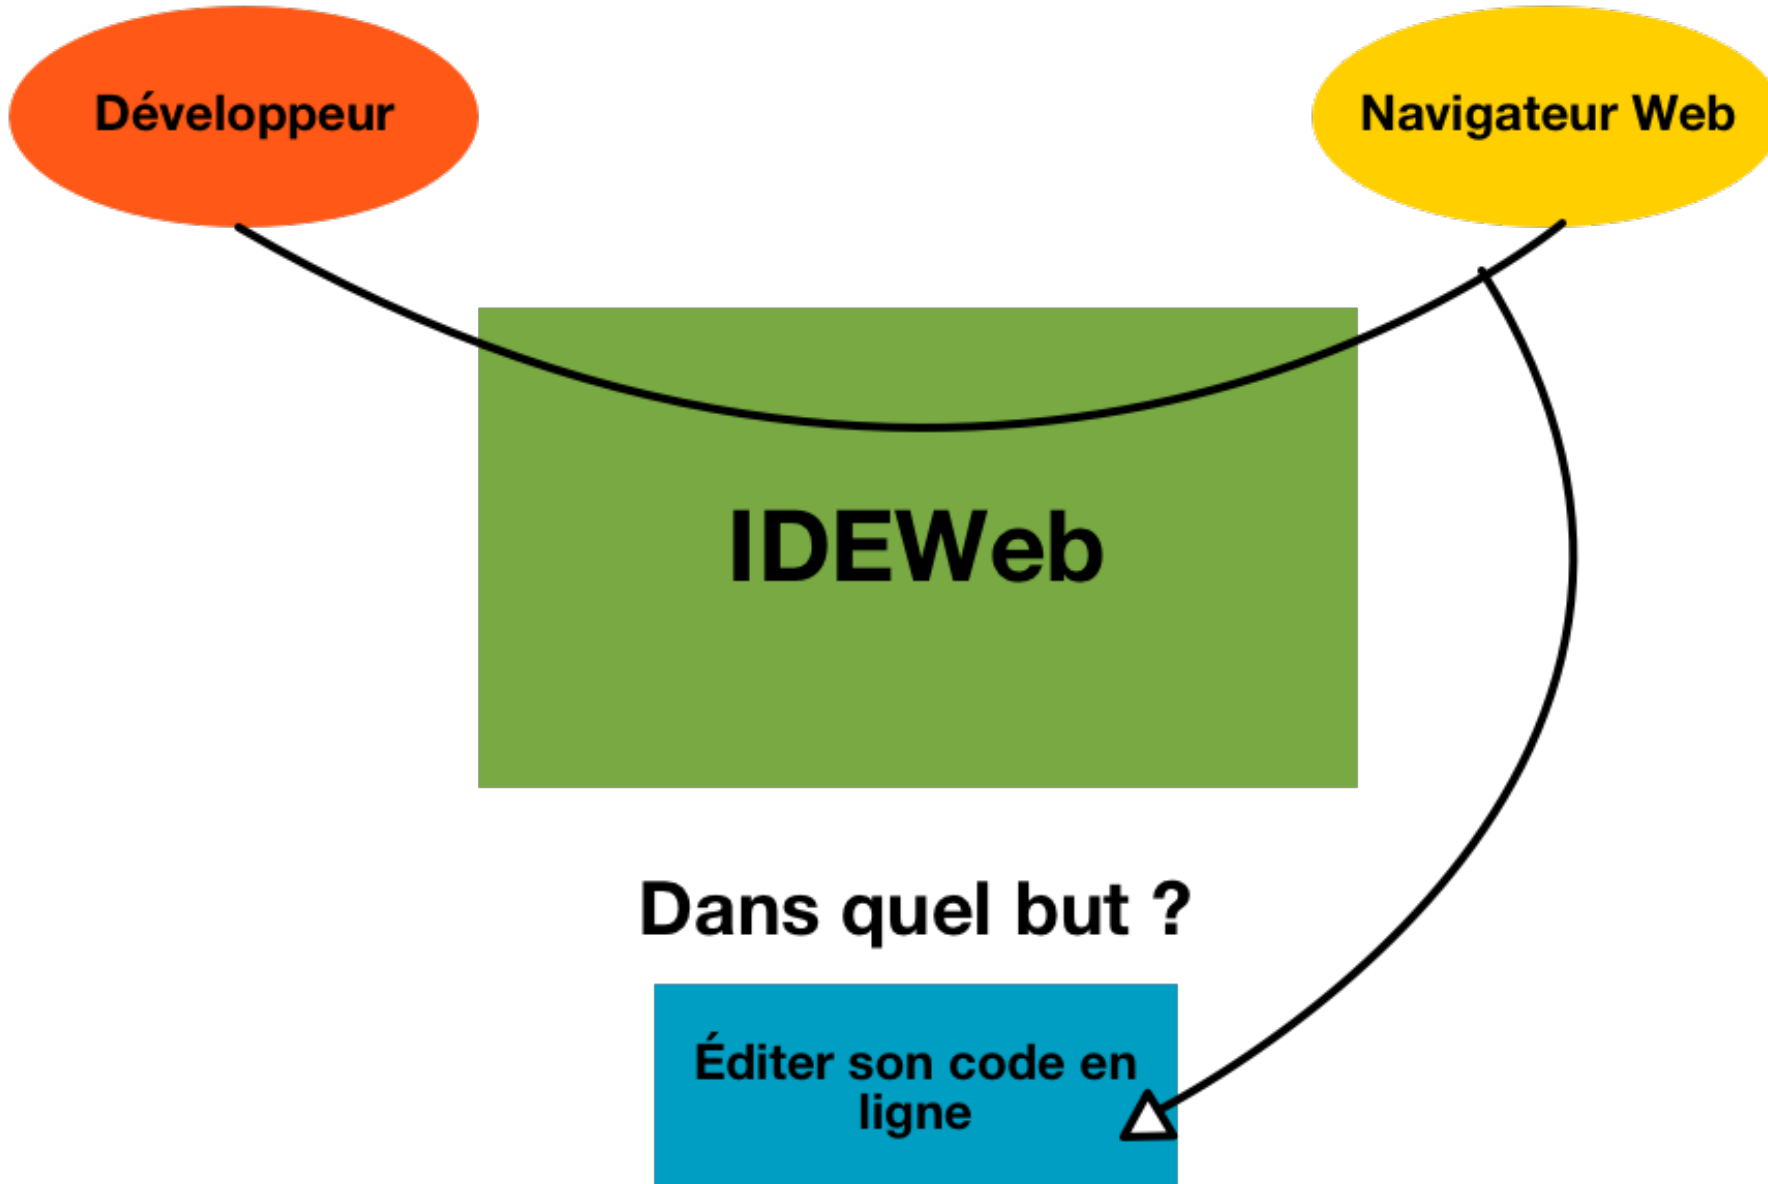 Développeur
Navigateur Web
IDEWeb
Dans quel but ?
Éditer son code en
ligne